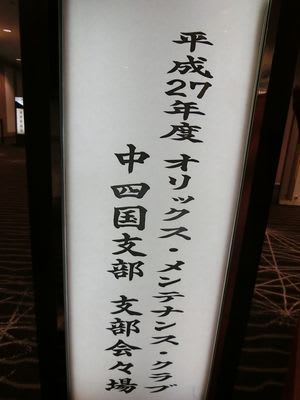 平成27年度 オリックス・メンテナンス・クラブ
中四国支部 支部会々場